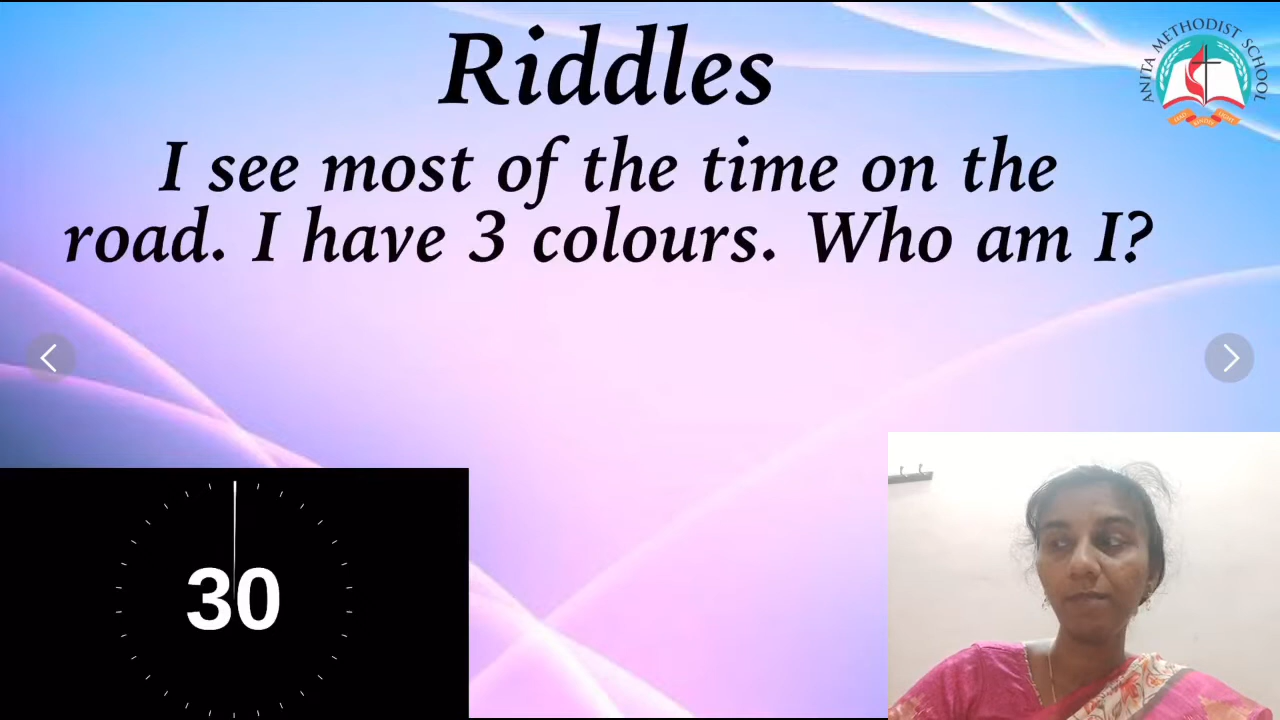 Riddles
ANITA METHODIST SCHOOL
I see most of the time on the
road. I have 3 colours. Who am I?
30